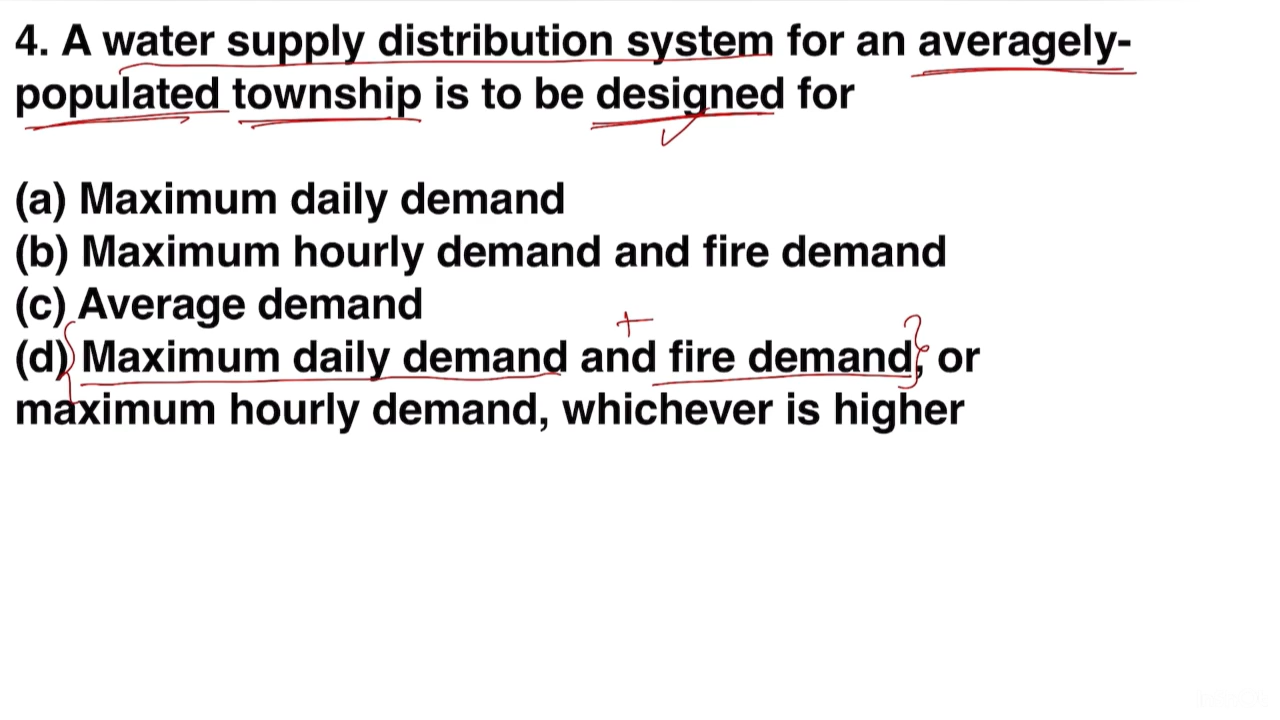 4. A water supply distribution system for an averagely-
populated township is to be designed for
(a) Maximum daily demand
(b) Maximum hourly demand and fire demand
(c) Average demand
+
(d) Maximum daily demand and fire demand, or
maximum hourly demand, whichever is higher